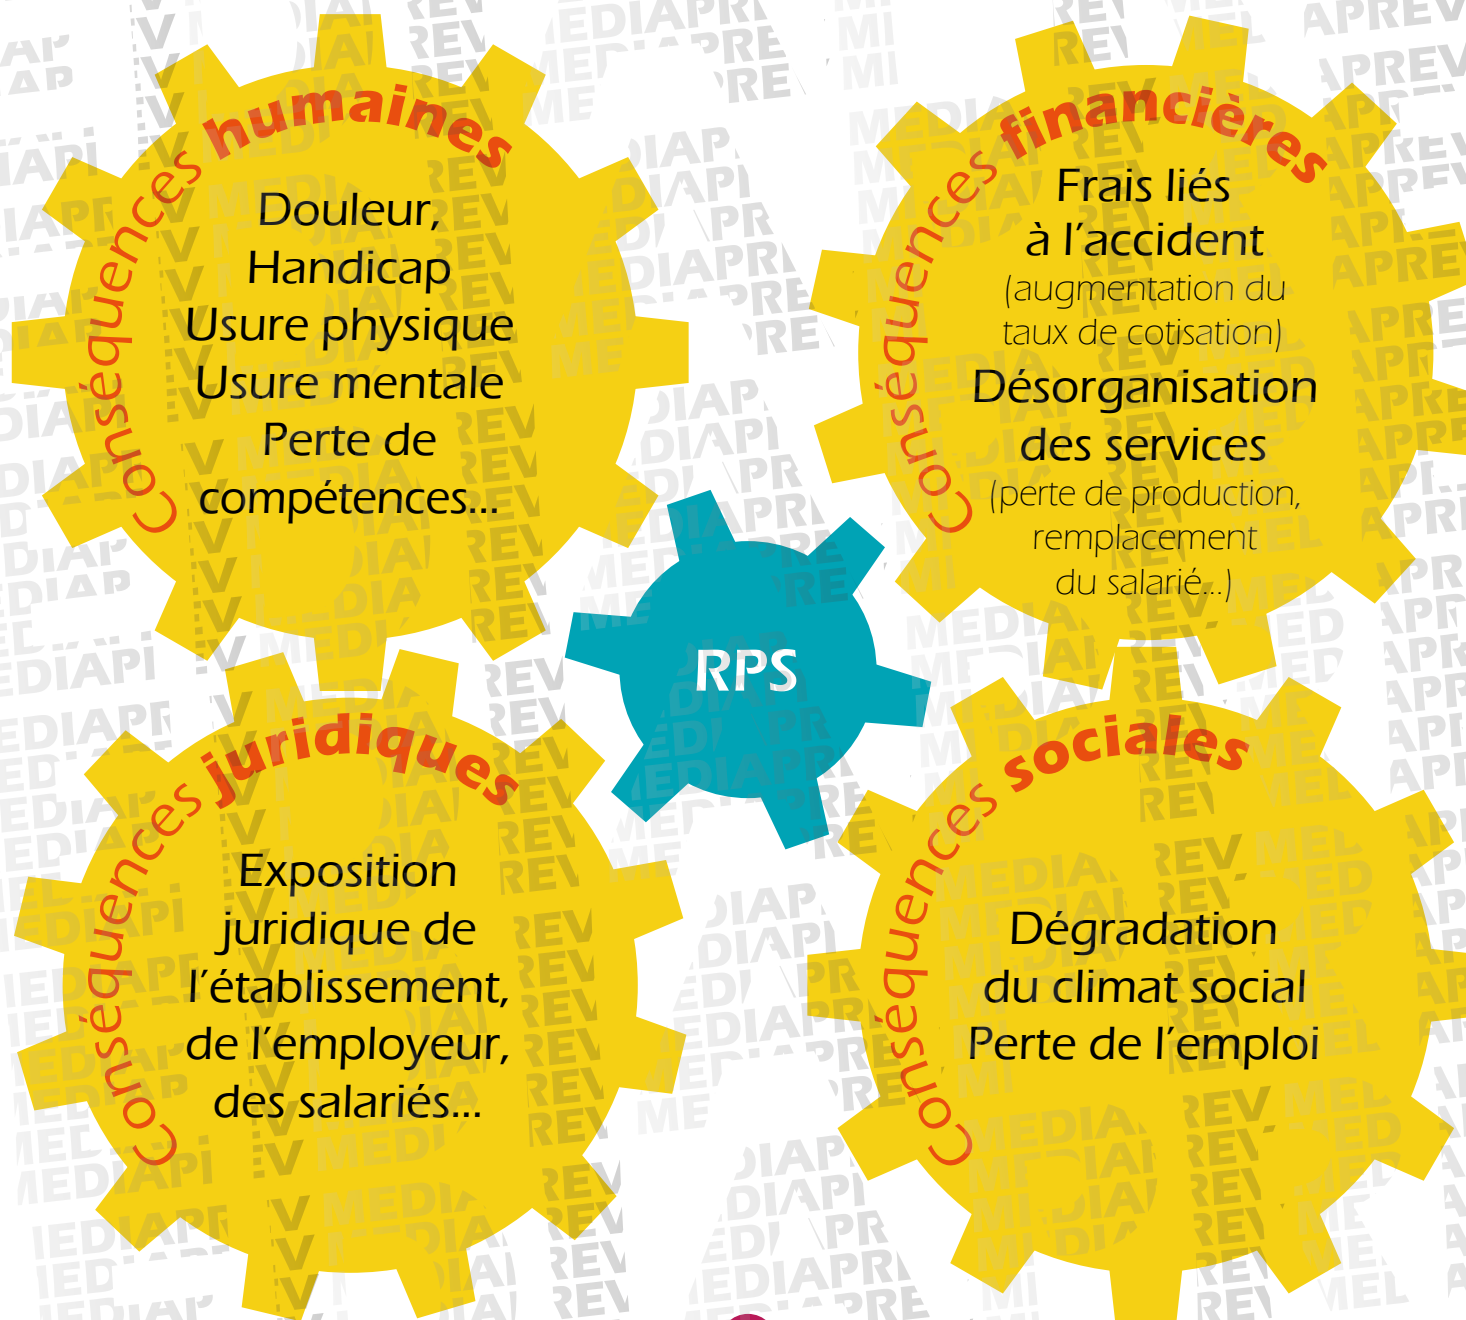 Conséquences humaines
Douleur,
Handicap
Usure physique
Usure mentale
Perte de
compétences...
Conséquences financières
Frais liés
à l'accident
(augmentation du
taux de cotisation)
Désorganisation
des services
(perte de production,
remplacement
du salarié...)
RPS
Conséquences juridiques
Exposition
juridique de
l'établissement,
de l'employeur,
des salariés...
Conséquences sociales
Dégradation
du climat social
Perte de l'emploi